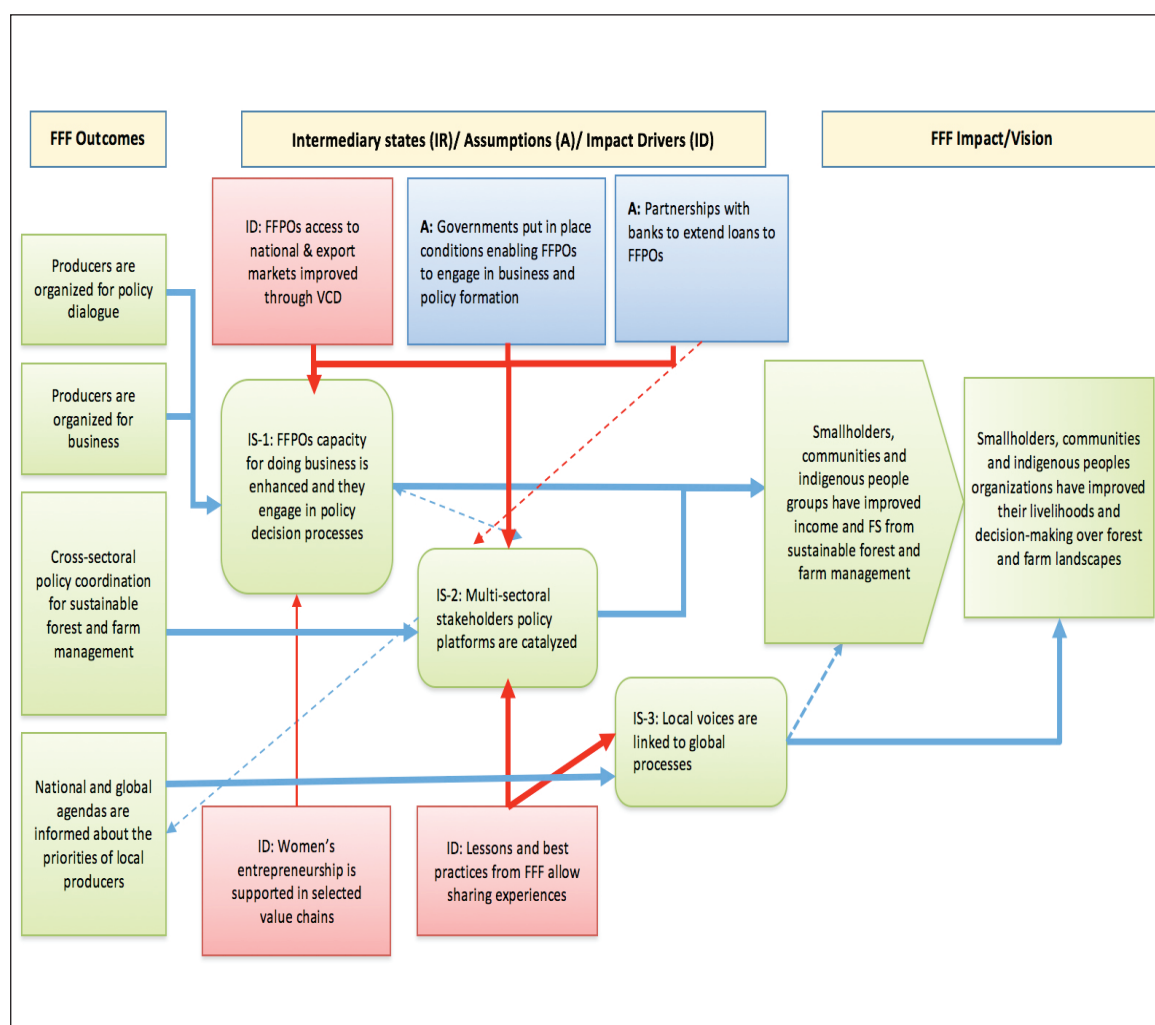 FFF Outcomes
Intermediary states (IR)/ Assumptions (A)/ Impact Drivers (ID)
FFF Impact/Vision
ID: FFPOs access to
national & export
markets improved
through VCD
A: Governments put in place
conditions enabling FFPOs
to engage in business and
policy formation
A: Partnerships with
banks to extend loans to
FFPOs
Producers are
organized for policy
dialogue
Producers are
organized for
business
Cross-sectoral
policy coordination
for sustainable
forest and farm
management
National and global
agendas are
informed about the
priorities of local
producers
IS-1: FFPOs capacity
for doing business is
enhanced and they
engage in policy
decision processes
IS-2: Multi-sectoral
stakeholders policy
platforms are catalyzed
IS-3: Local voices are
linked to global
processes
ID: Women’s
entrepreneurship is
supported in selected
value chains
ID: Lessons and best
practices from FFF allow
sharing experiences
Smallholders,
communities and
indigenous people
groups have improved
income and FS from
sustainable forest and
farm management
Smallholders, communities
and indigenous peoples
organizations have improved
their livelihoods and
decision-making over forest
and farm landscapes